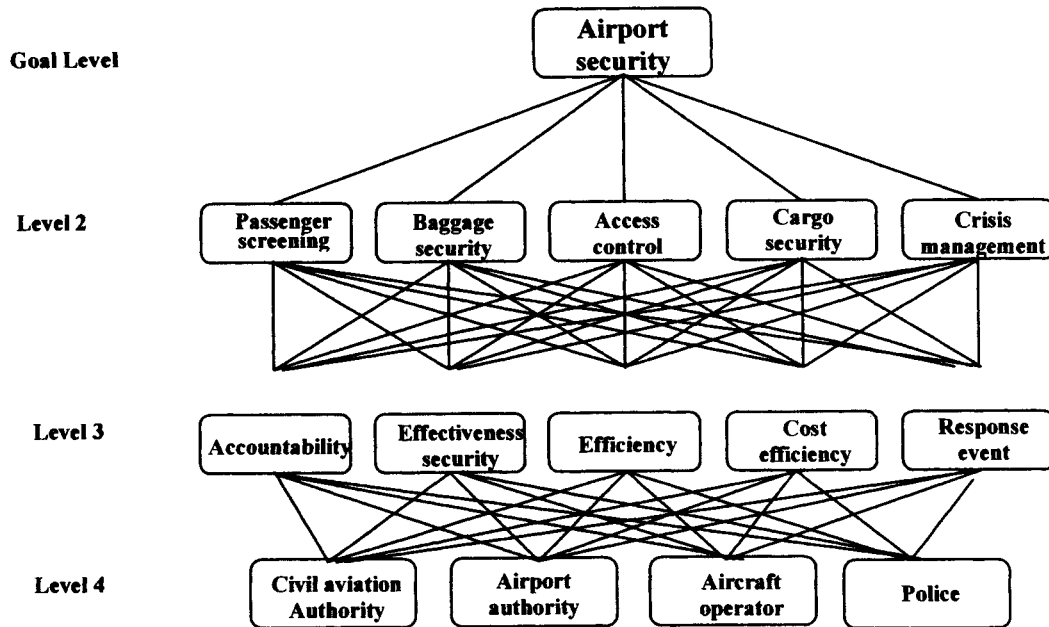 Goal Level
Airport
security
Level 2
Passenger
screening
Baggage
security
Access
control
Cargo
security
Crisis
management
Level 3
Accountability
Effectiveness
security
Efficiency
Cost
efficiency
Response
event
Level 4
Civil aviation
Authority
Airport
authority
Aircraft
operator
Police